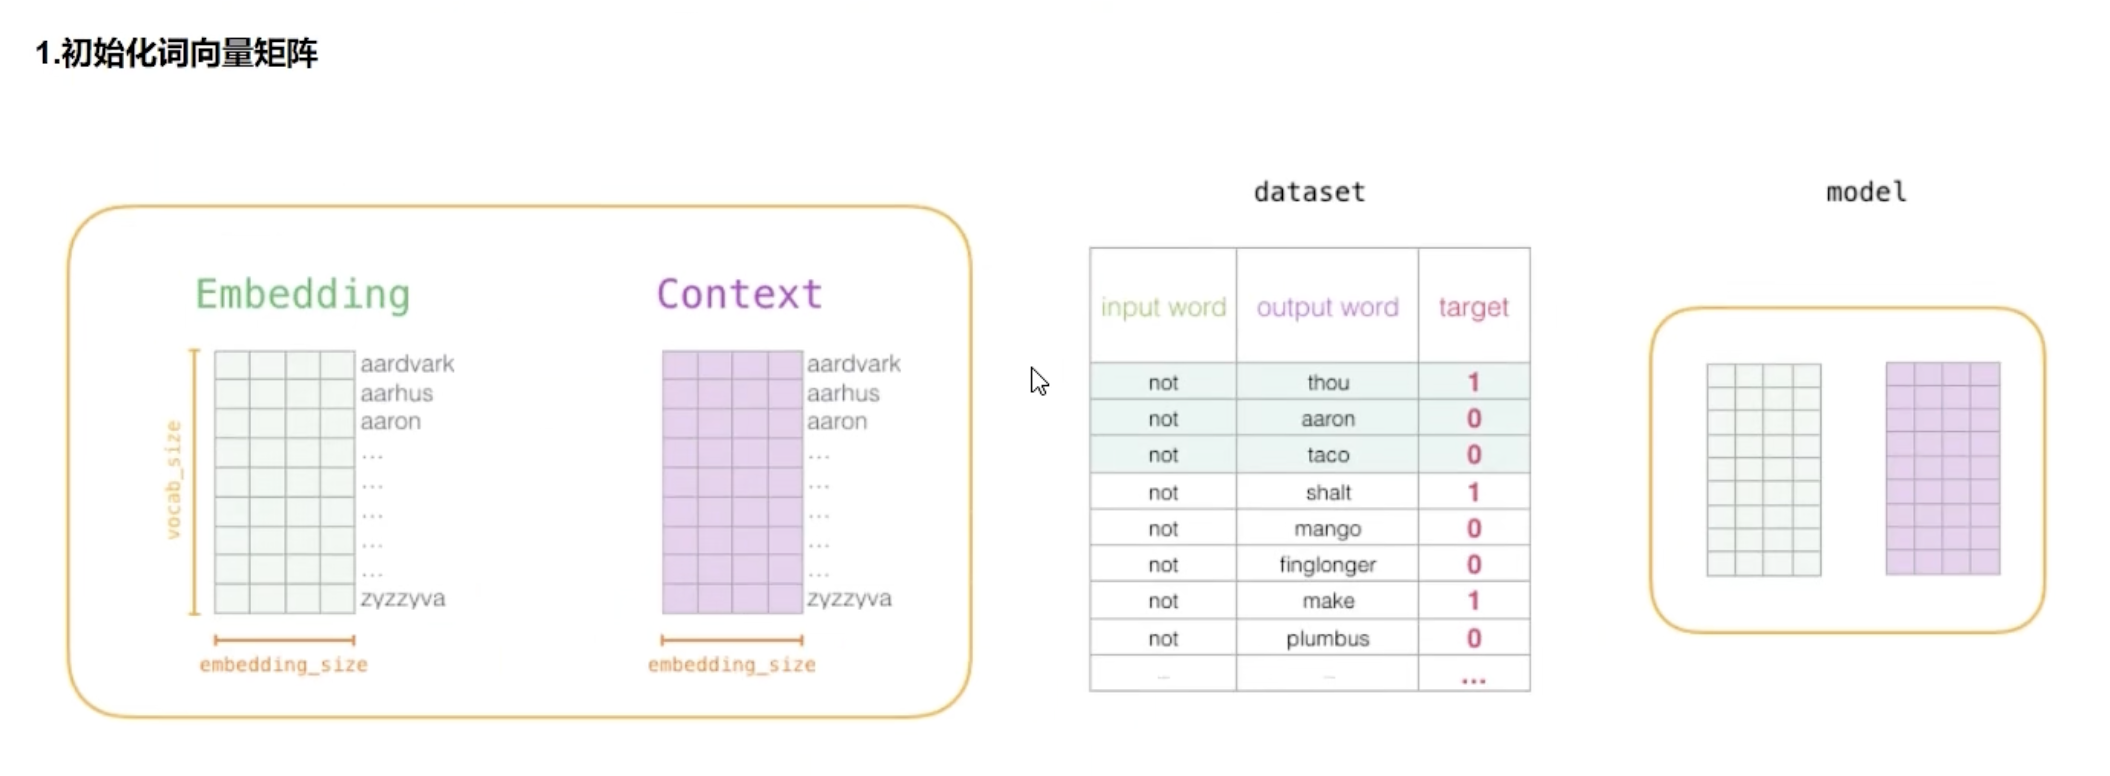 1.初始化词向量矩阵
Embedding
Context
vocab_size
aardvark
aarhus
aaron
...
...
...
...
...
zyzzyva
embedding_size
aardvark
aarhus
aaron
...
...
...
...
...
zyzzyva
embedding_size
dataset
input word output word target
not thou 1
not aaron 0
not taco 0
not shalt 1
not mango 0
not finglonger 0
not make 1
not plumbus 0
... ... ...
model